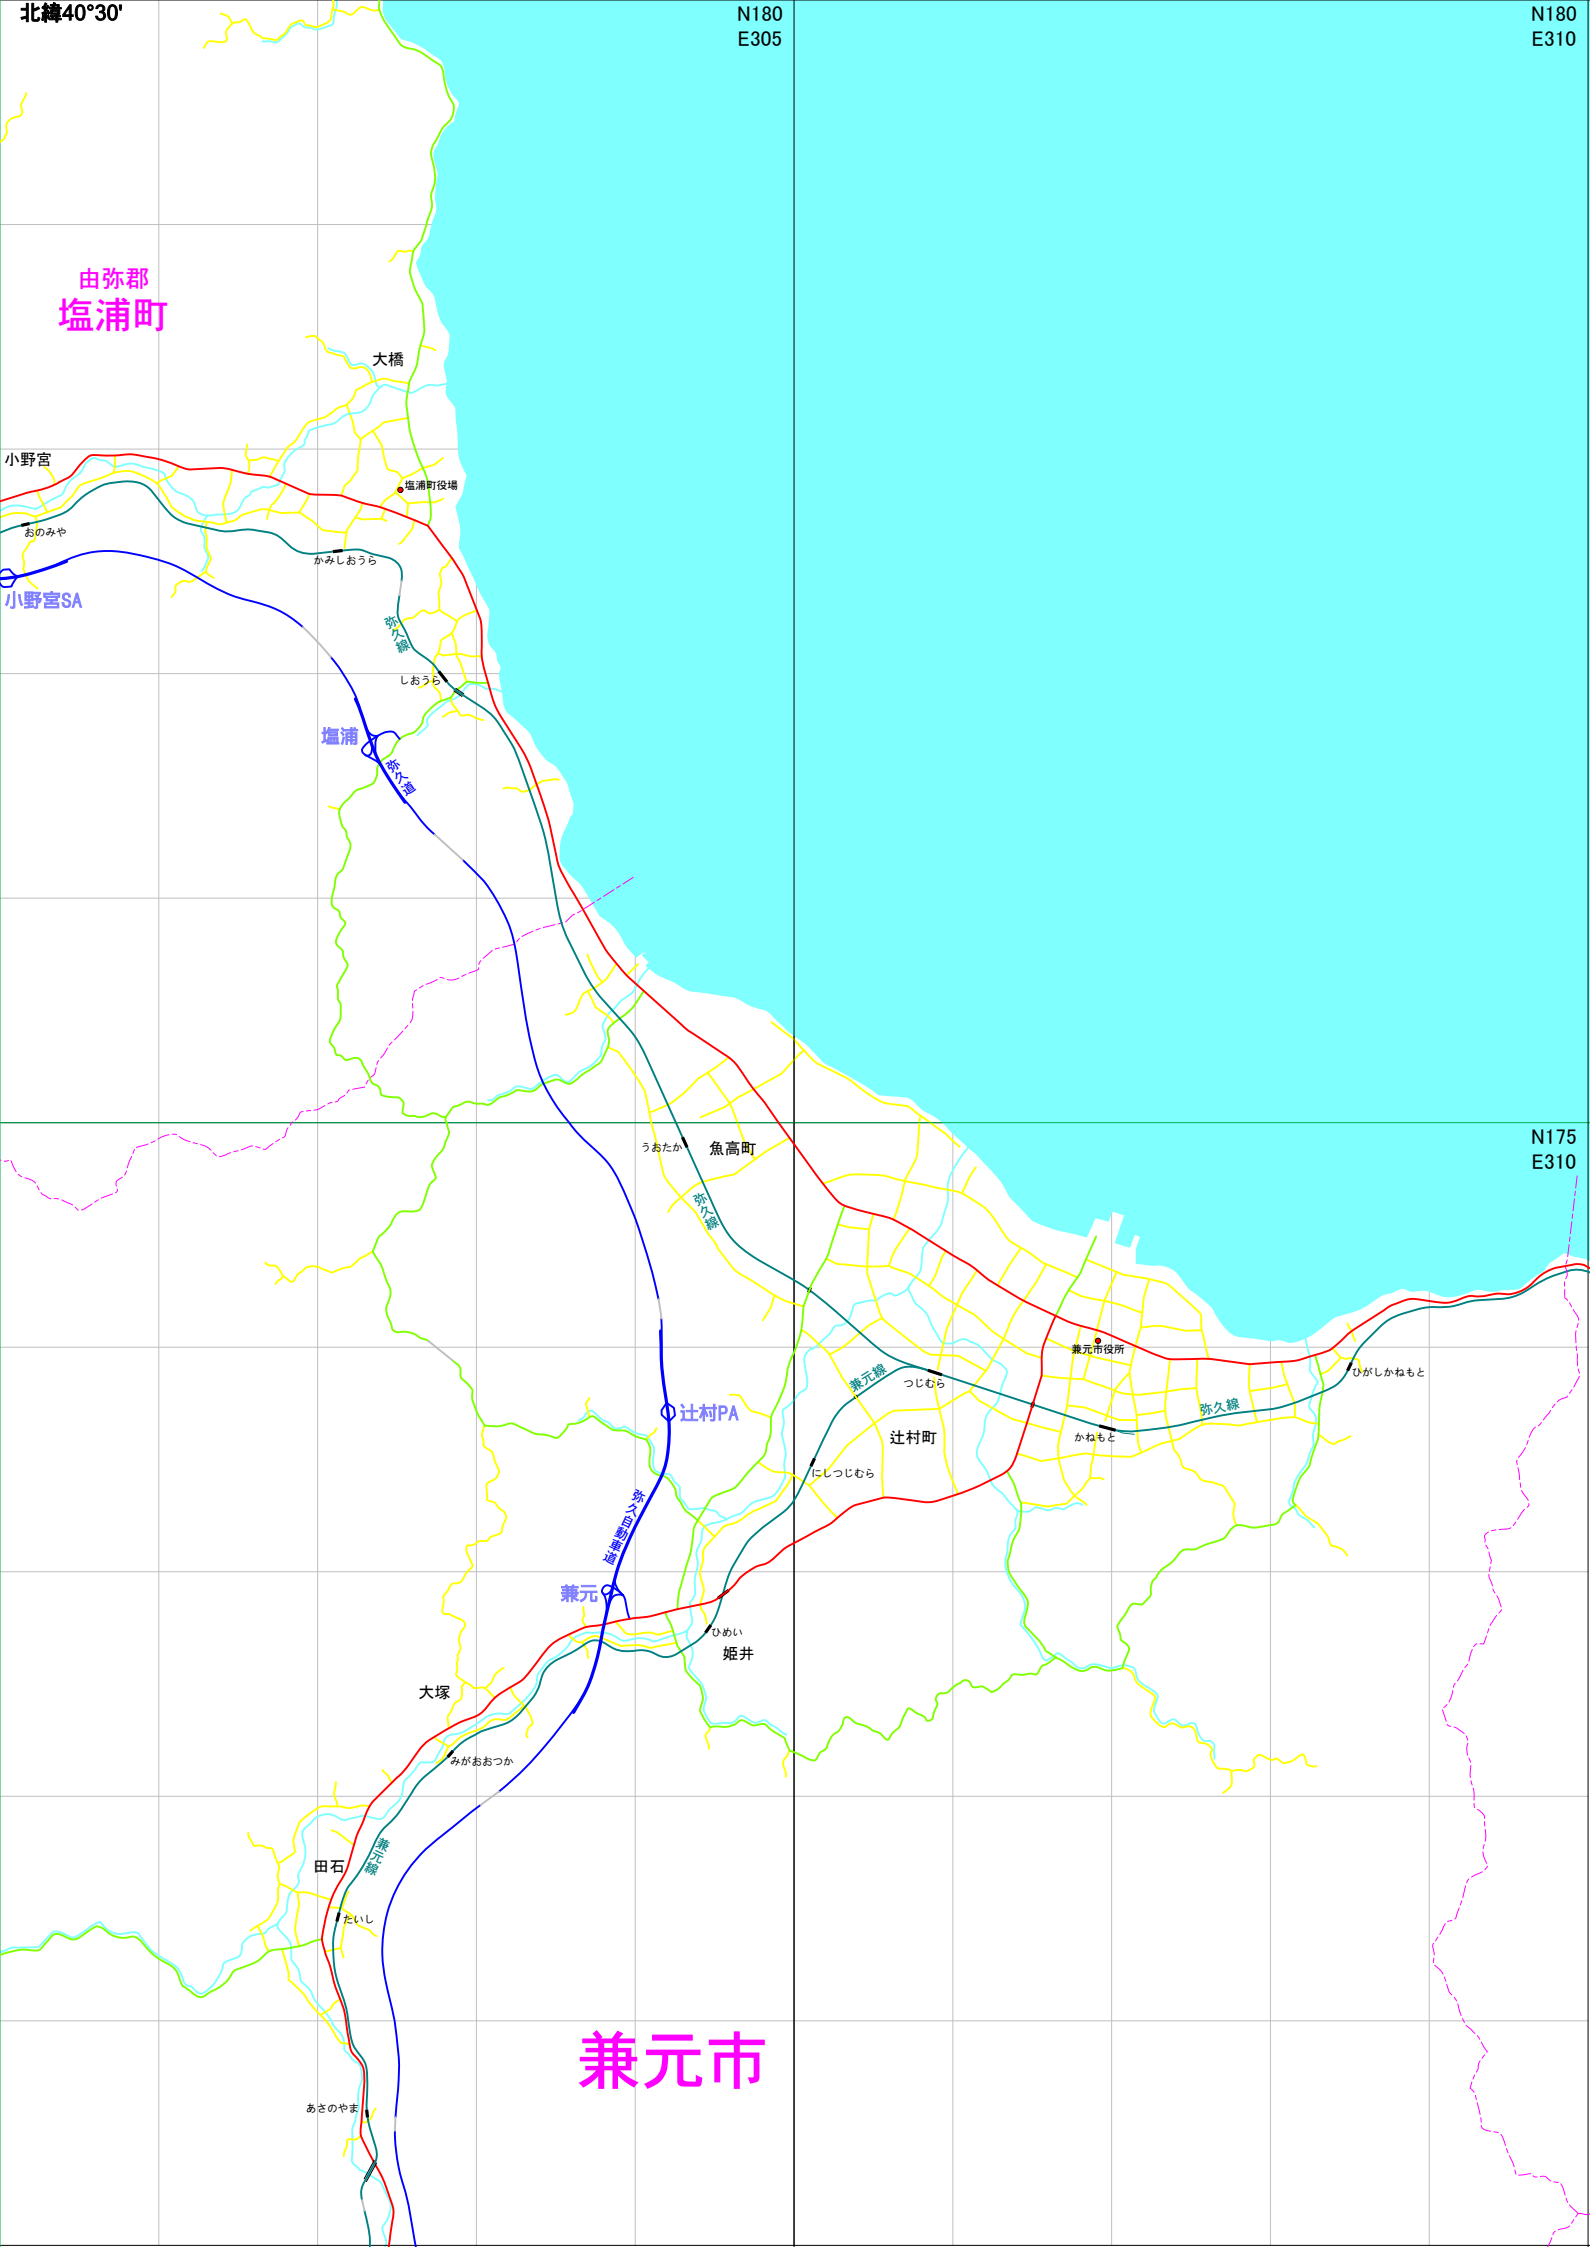 北緯40°30'
N180
E305
N180
E310
由弥郡
塩浦町
大橋
小野宮
塩浦町役場
おのみや
かみしおうら
小野宮SA
弥久線
しおうら
塩浦
弥久道
N175
E310
うおたか
魚高町
弥久線
兼元市役所
ひがしかねもと
兼元線
つじむら
弥久線
辻村PA
辻村町
かねもと
にしつじむら
弥久自動車道
兼元
ひめい
姫井
大塚
みがおおつか
兼元線
田石
たいし
兼元市
あさのやま